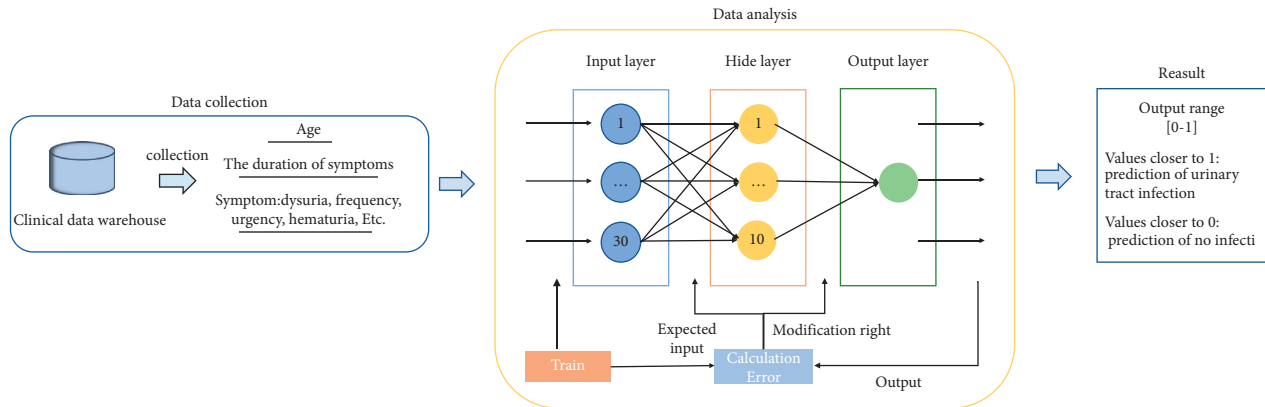 Data collection
Clinical data warehouse
collection
Age
The duration of symptoms
Symptom:dysuria, frequency,
urgency, hematuria, Etc.
Data analysis
Input layer
Hide layer
Output layer
1
...
30
1
...
10
Train
Expected
input
Calculation
Error
Modification right
Output
Reasult
Output range
[0-1]
Values closer to 1:
prediction of urinary
tract infection
Values closer to 0:
prediction of no infecti